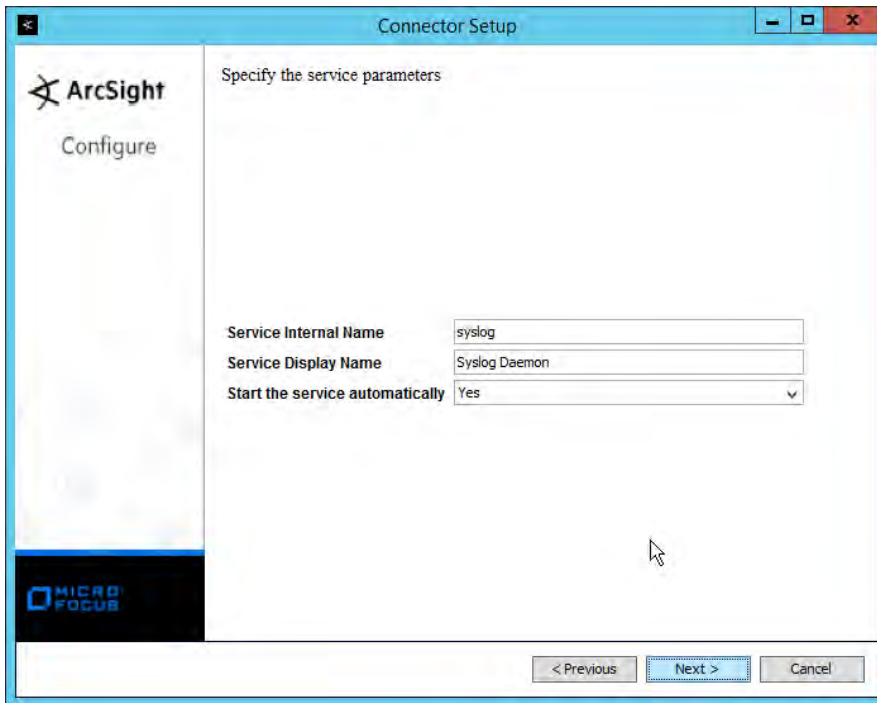 Connector Setup
ArcSight
Configure
Specify the service parameters
Service Internal Name syslog
Service Display Name Syslog Daemon
Start the service automatically Yes
MICRO
FOCUS
< Previous Next > Cancel